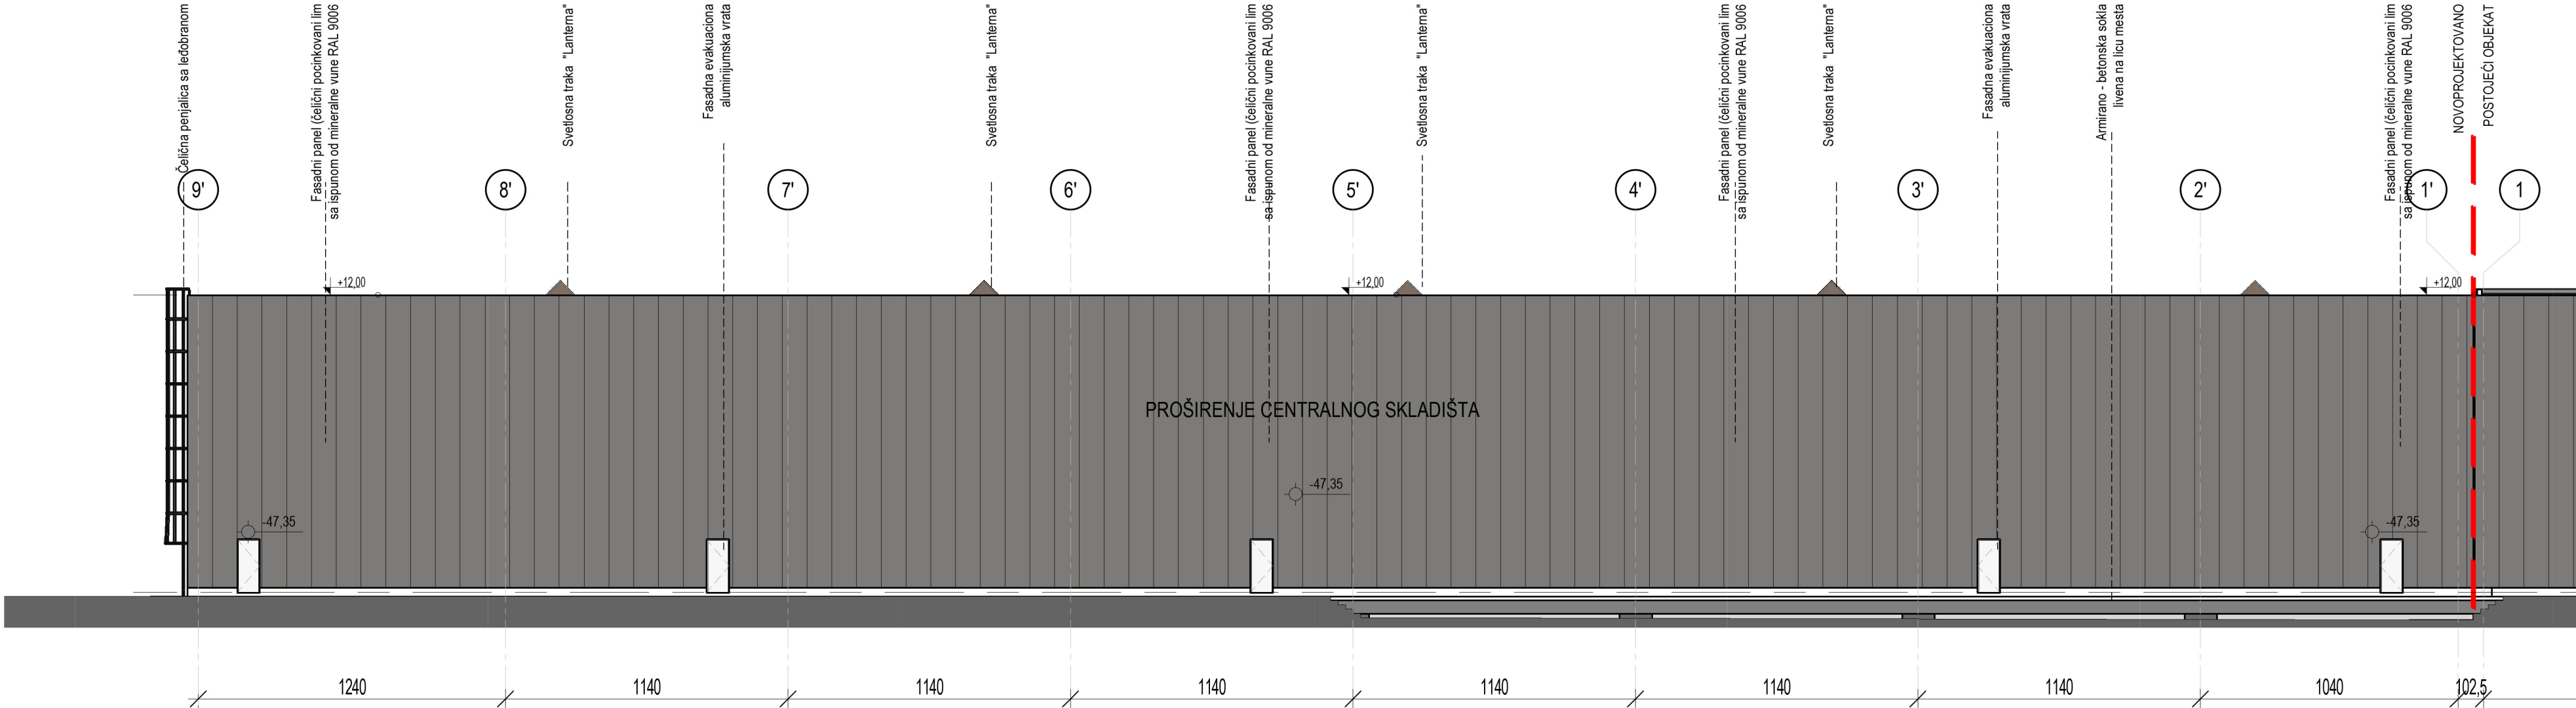 Čelična penjalica sa leđobranom
Fasadni panel (čelični pocinkovani lim
sa ispunom od mineralne vune RAL 9006
Svetlosna traka "Lanterna"
Fasadna evakuaciona
aluminijumska vrata
Svetlosna traka "Lanterna"
Fasadni panel (čelični pocinkovani lim
sa ispunom od mineralne vune RAL 9006
Svetlosna traka "Lanterna"
Fasadni panel (čelični pocinkovani lim
sa ispunom od mineralne vune RAL 9006
Svetlosna traka "Lanterna"
Fasadna evakuaciona
aluminijumska vrata
Armirano - betonska sokla
livena na licu mesta
Fasadni panel (čelični pocinkovani lim
sa ispunom od mineralne vune RAL 9006
NOVOPROJEKTOVANO
POSTOJEĆI OBJEKAT
9' 8' 7' 6' 5' 4' 3' 2' 1' 1
+12,00 +12,00 +12,00
PROŠIRENJE CENTRALNOG SKLADIŠTA
-47,35
-47,35 -47,35
1240 1140 1140 1140 1140 1140 1140 1040 102,5